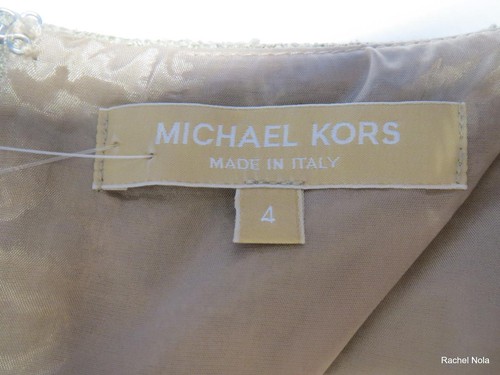 MICHAEL KORS
MADE IN ITALY
4
Rachel Nola